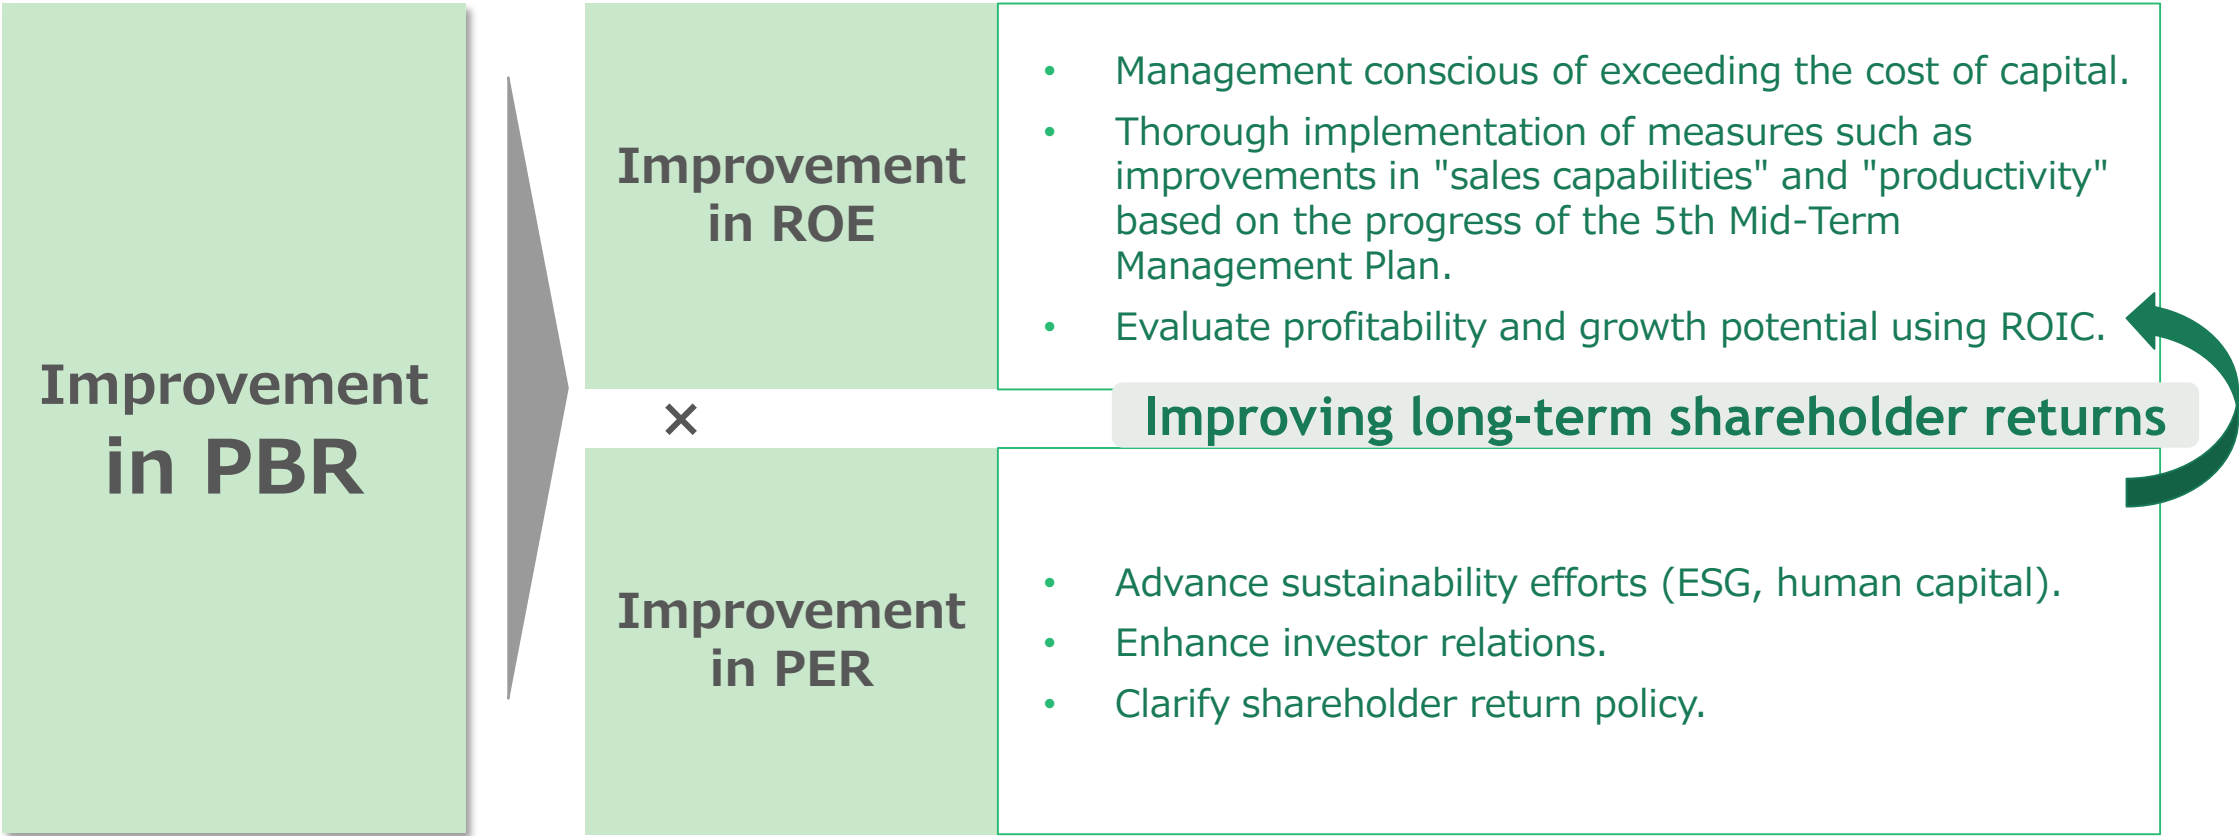 Improvement
in PBR
Improvement
in ROE
• Management conscious of exceeding the cost of capital.
• Thorough implementation of measures such as
improvements in "sales capabilities" and "productivity"
based on the progress of the 5th Mid-Term
Management Plan.
• Evaluate profitability and growth potential using ROIC.
×
Improving long-term shareholder returns
Improvement
in PER
• Advance sustainability efforts (ESG, human capital).
• Enhance investor relations.
• Clarify shareholder return policy.